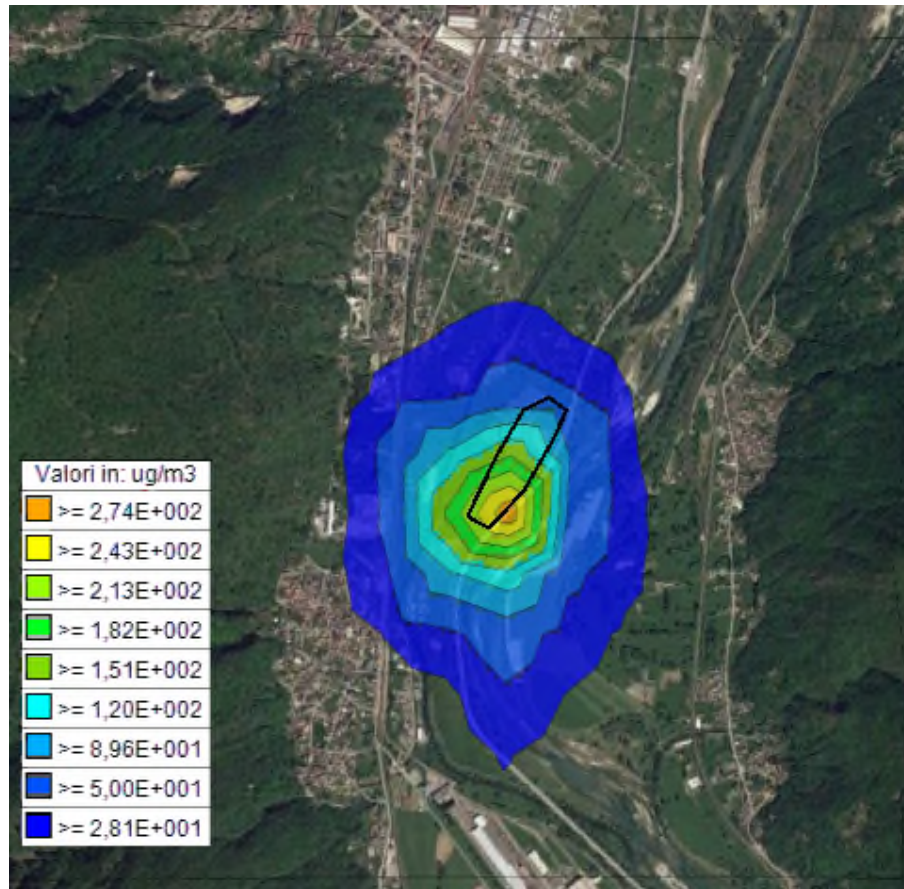 Valori in: ug/m3
>= 2,74E+002
>= 2,43E+002
>= 2,13E+002
>= 1,82E+002
>= 1,51E+002
>= 1,20E+002
>= 8,96E+001
>= 5,00E+001
>= 2,81E+001